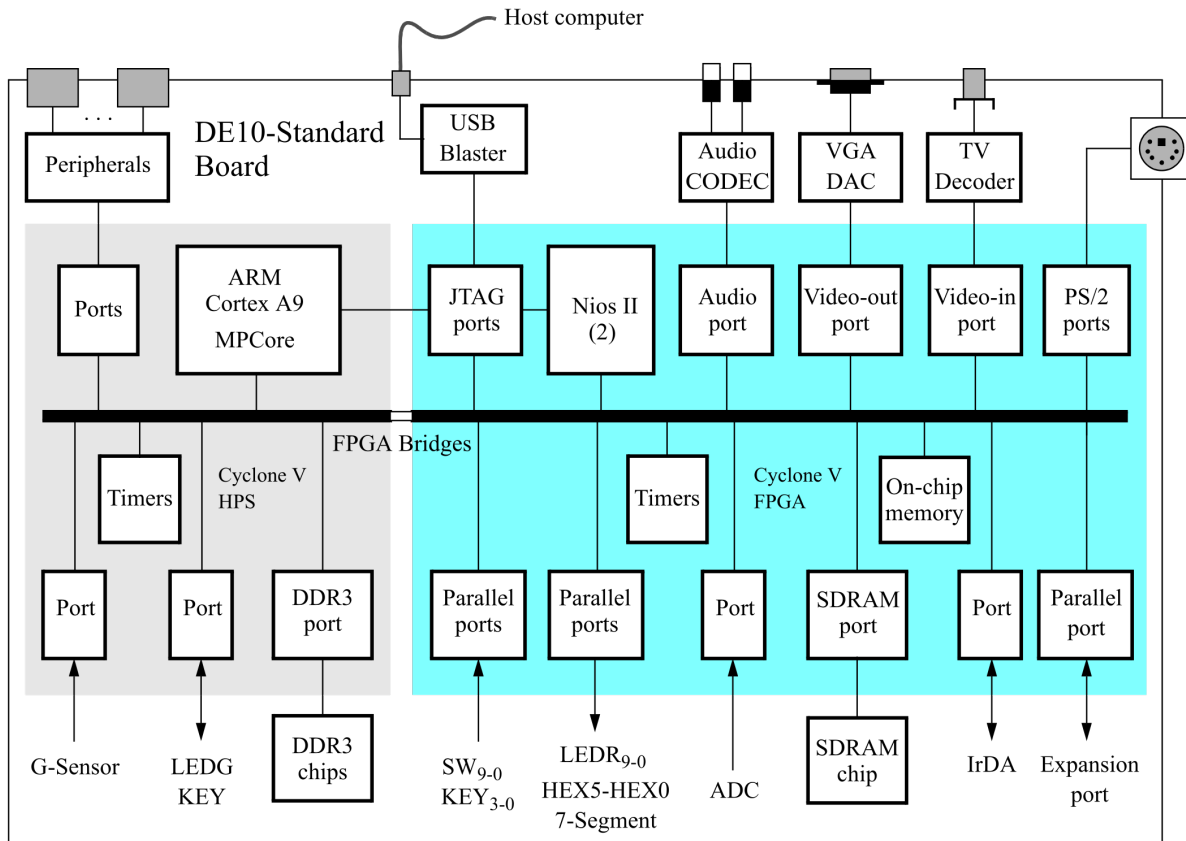 Host computer
DE10-Standard
Board
. . .
Peripherals
USB
Blaster
Audio
CODEC
VGA
DAC
TV
Decoder
Ports
ARM
Cortex A9
MPCore
JTAG
ports
Nios II
(2)
Audio
port
Video-out
port
Video-in
port
PS/2
ports
FPGA Bridges
Timers
Cyclone V
HPS
Timers
Cyclone V
FPGA
On-chip
memory
Port
Port
DDR3
port
Parallel
ports
Parallel
ports
Port
SDRAM
port
Port
Parallel
port
G-Sensor
LEDG
KEY
DDR3
chips
SW9-0
KEY3-0
LEDR9-0
HEX5-HEX0
7-Segment
ADC
SDRAM
chip
IrDA
Expansion
port